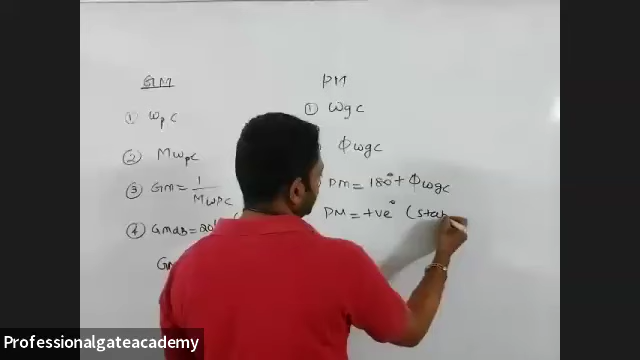 GM
① ωpc
② Mωpc
③ GM = 1 / Mωpc
④ GMdB = 20
GM
PM
① ωgc
ϕωgc
PM = 180° + ϕωgc
PM = +ve° (stab
Professionalgateacademy